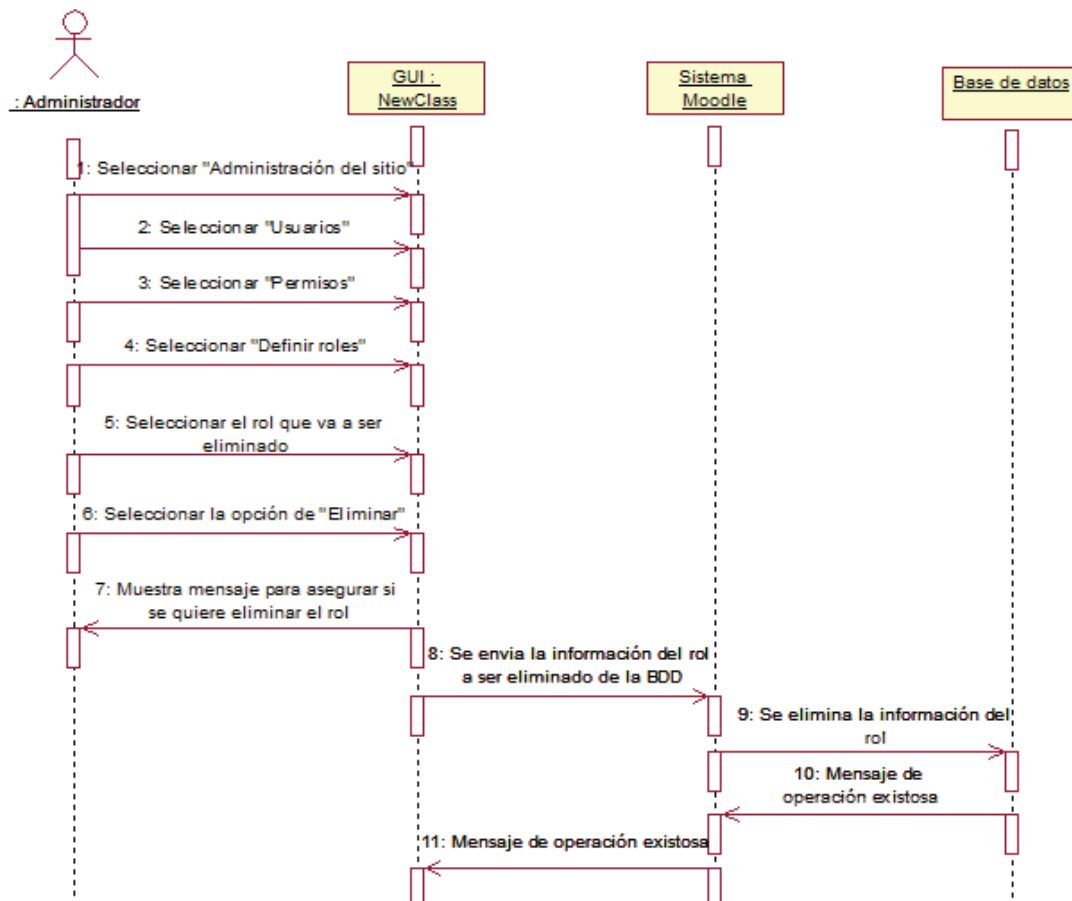 : Administrador
GUI :
NewClass
Sistema
Moodle
Base de datos
1: Seleccionar "Administración del sitio"
2: Seleccionar "Usuarios"
3: Seleccionar "Permisos"
4: Seleccionar "Definir roles"
5: Seleccionar el rol que va a ser
eliminado
6: Seleccionar la opción de "Eliminar"
7: Muestra mensaje para asegurar si
se quiere eliminar el rol
8: Se envia la información del rol
a ser eliminado de la BDD
9: Se elimina la información del
rol
10: Mensaje de
operación existosa
11: Mensaje de operación existosa